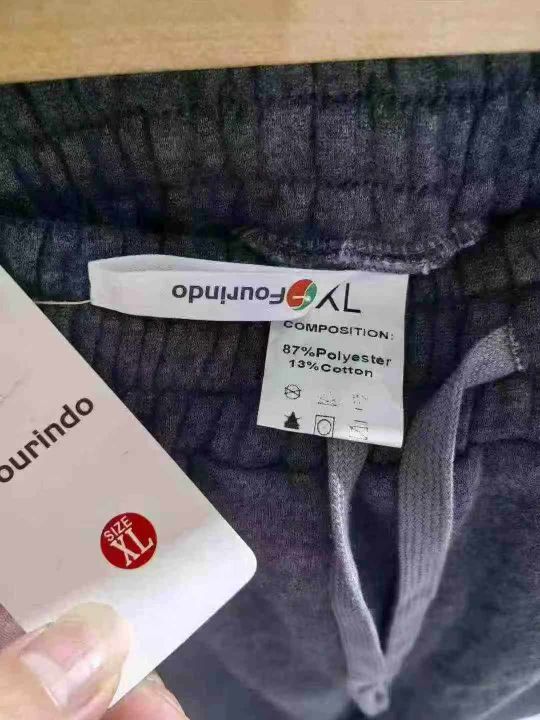 Fourindo
XL
COMPOSITION:
87%Polyester
13%Cotton
ourindo
SIZE
XL